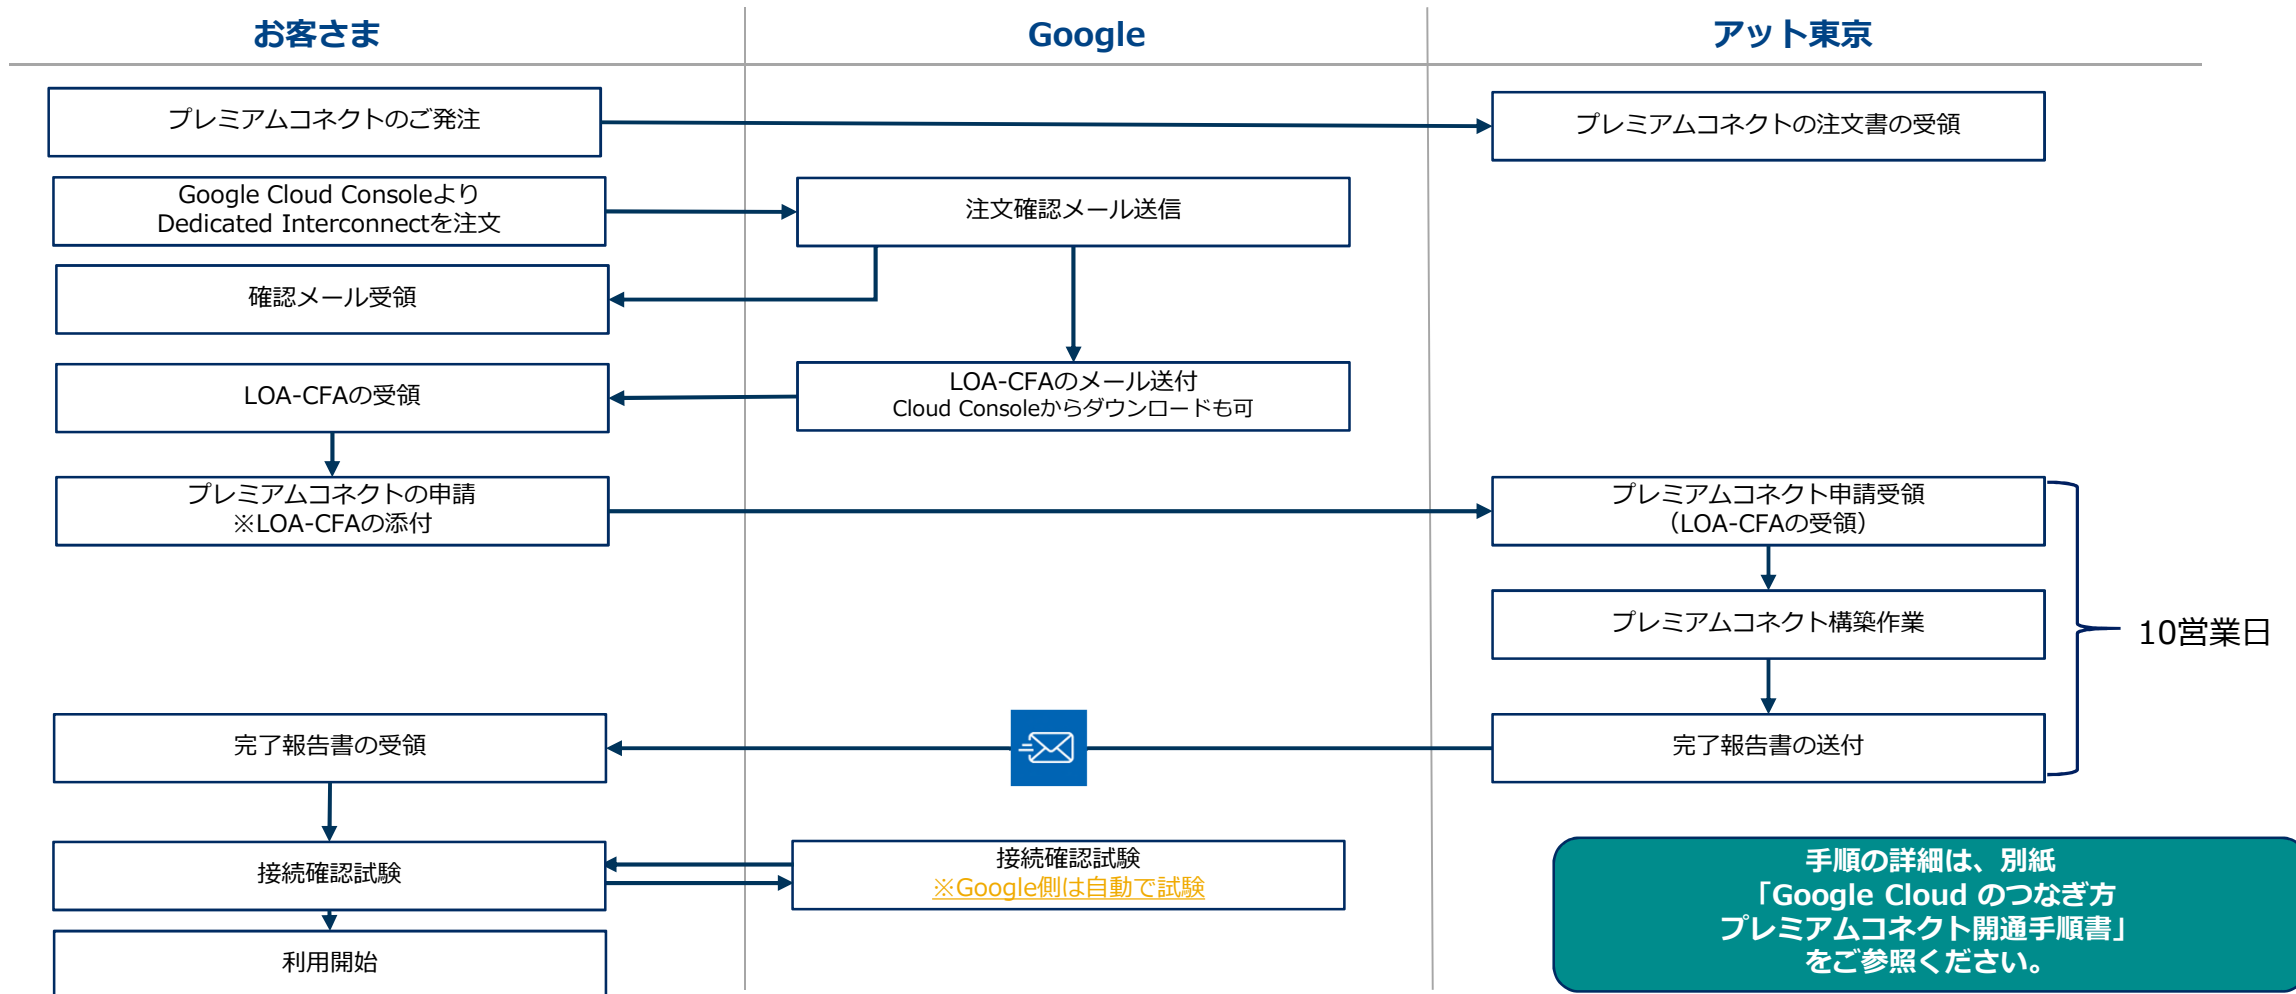 お客さま
Google
アット東京
プレミアムコネクトのご発注
プレミアムコネクトの注文書の受領
Google Cloud Consoleより
Dedicated Interconnectを注文
注文確認メール送信
確認メール受領
LOA-CFAの受領
LOA-CFAのメール送付
Cloud Consoleからダウンロードも可
プレミアムコネクトの申請
※LOA-CFAの添付
プレミアムコネクト申請受領
（LOA-CFAの受領）
プレミアムコネクト構築作業
10営業日
完了報告書の受領
完了報告書の送付
接続確認試験
接続確認試験
※Google側は自動で試験
利用開始
手順の詳細は、別紙
「Google Cloud のつなぎ方
プレミアムコネクト開通手順書」
をご参照ください。